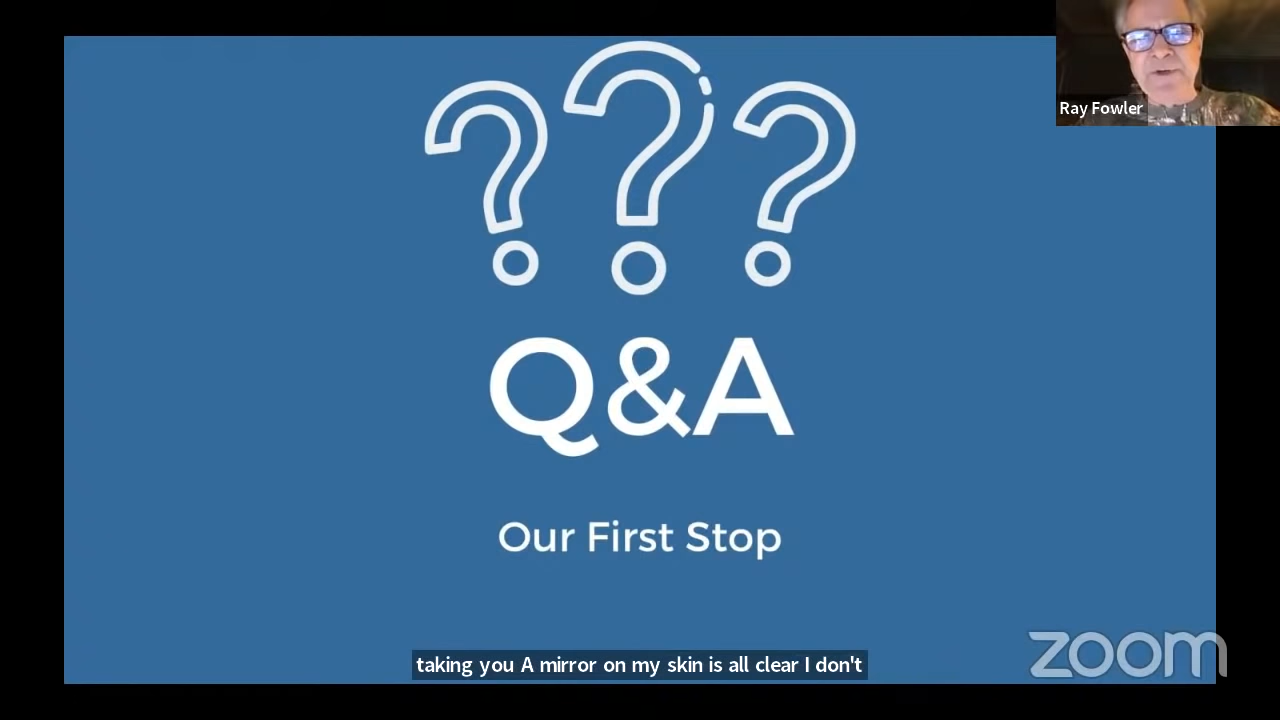 Ray Fowler
???
Q&A
Our First Stop
taking you A mirror on my skin is all clear I don't
zoom